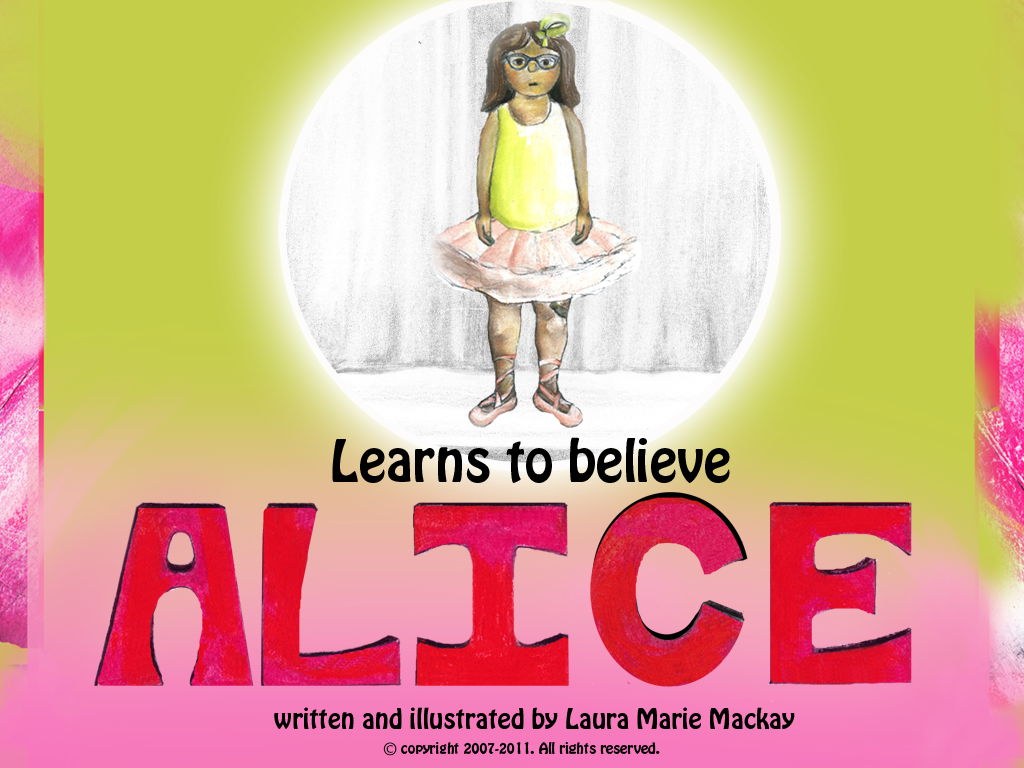 Learns to believe
ALICE
written and illustrated by Laura Marie Mackay
© copyright 2007-2011. All rights reserved.